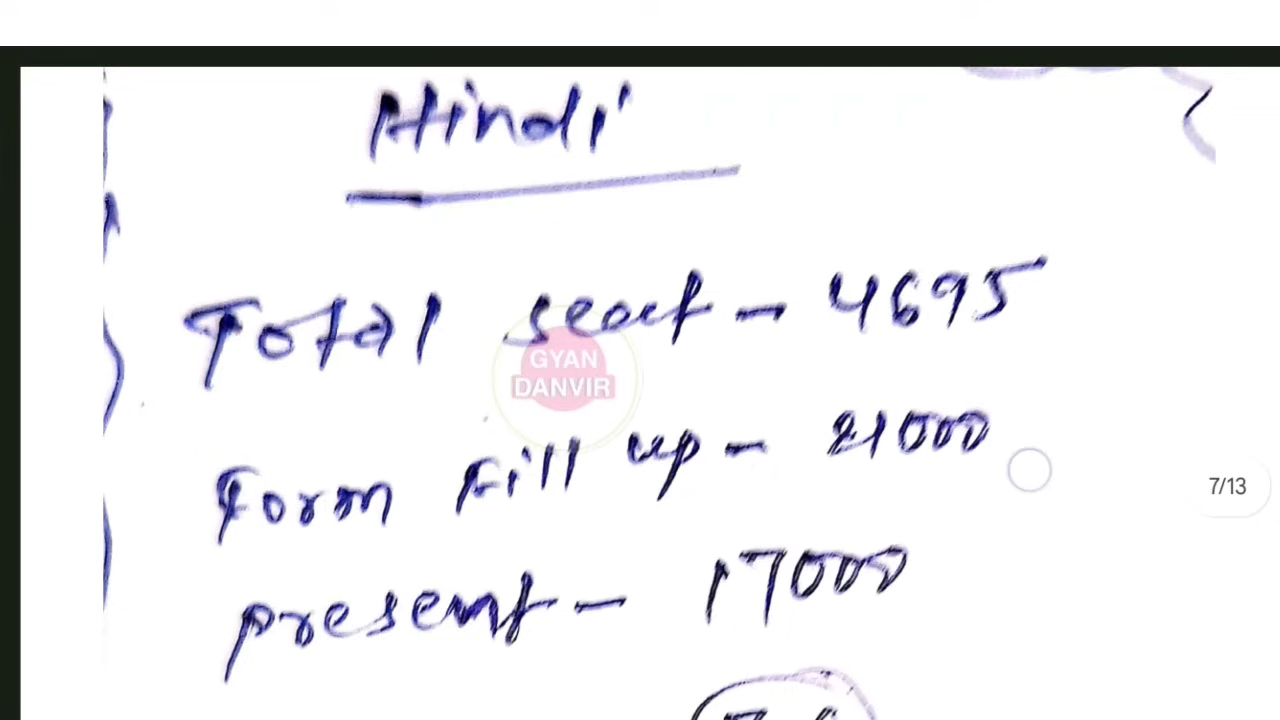 Hindi
Total seat - 4695
GYAN
DANVIR
Form fill up - 21000
7/13
present - 17000